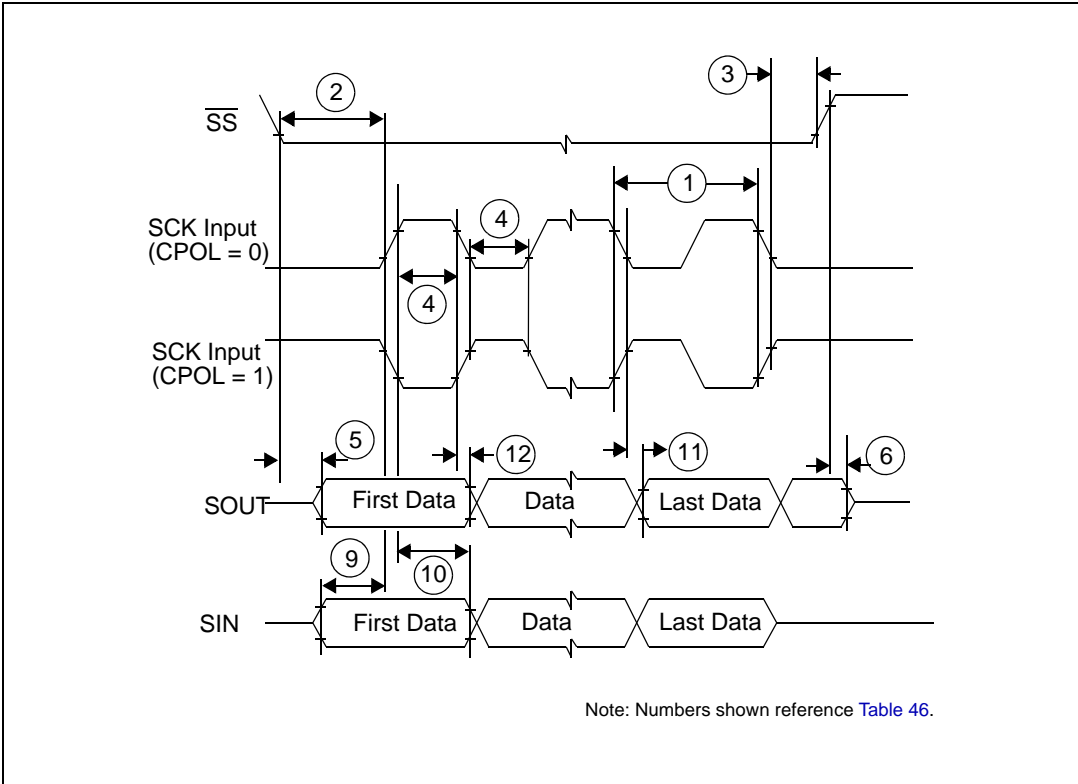 3
2
SS
1
4
SCK Input
(CPOL = 0)
4
SCK Input
(CPOL = 1)
5
12
11
6
SOUT
First Data
Data
Last Data
9
10
SIN
First Data
Data
Last Data
Note: Numbers shown reference Table 46.